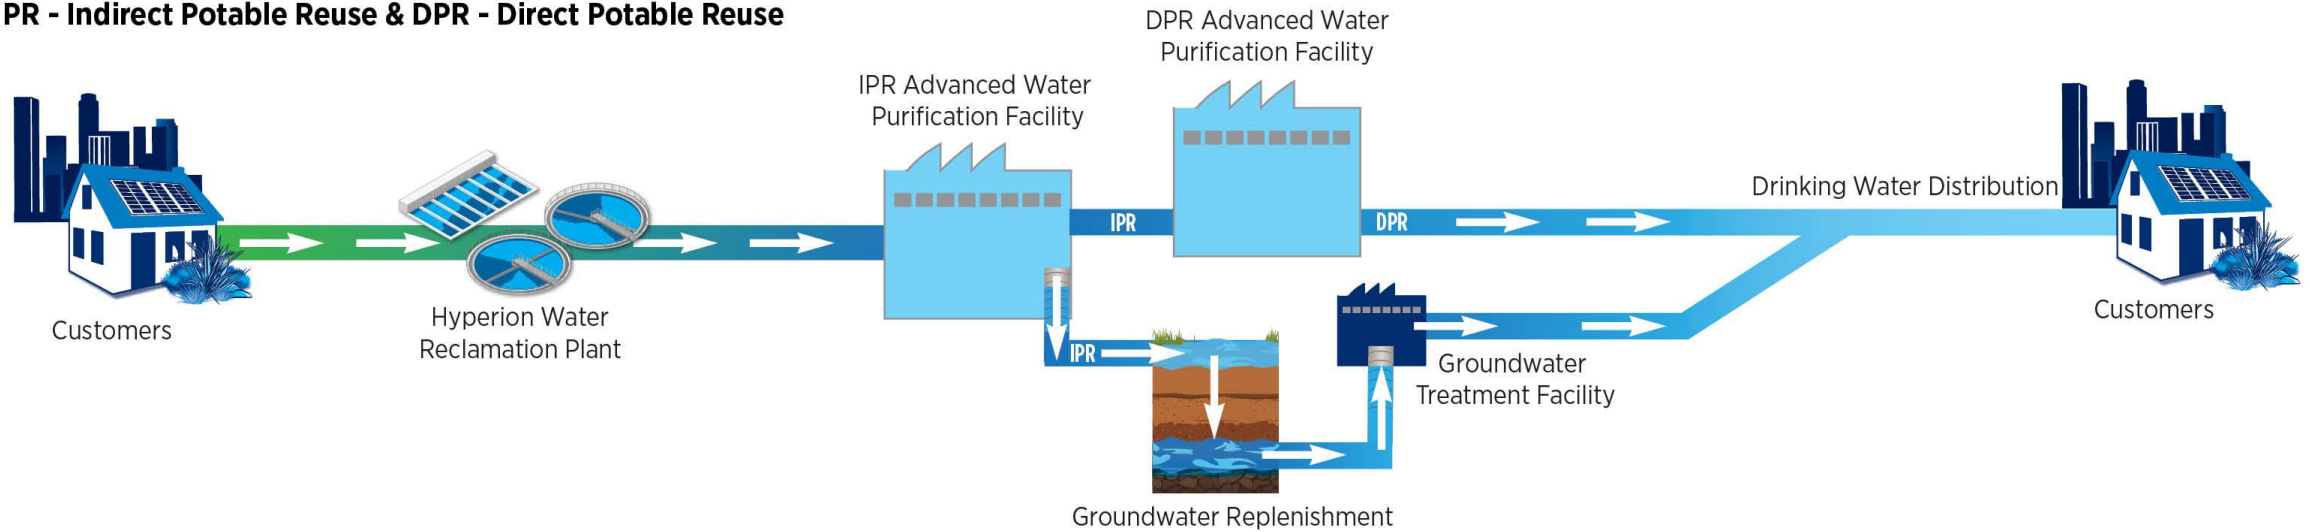 PR - Indirect Potable Reuse & DPR - Direct Potable Reuse
DPR Advanced Water
Purification Facility
IPR Advanced Water
Purification Facility
IPR
DPR
Drinking Water Distribution
Customers
Hyperion Water
Reclamation Plant
IPR
Groundwater
Treatment Facility
Customers
Groundwater Replenishment